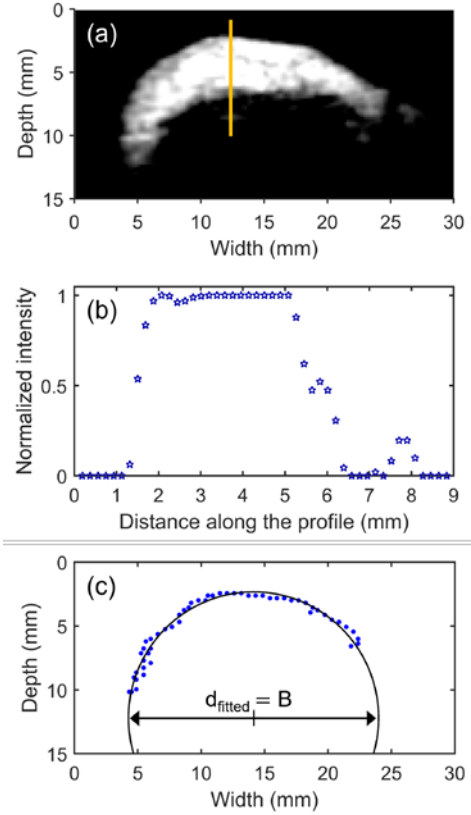 (a)
0
5
10
15
Depth (mm)
0 5 10 15 20 25 30
Width (mm)
(b)
1
0.5
0
Normalized intensity
0 1 2 3 4 5 6 7 8 9
Distance along the profile (mm)
(c)
0
5
10
15
Depth (mm)
d_fitted = B
0 5 10 15 20 25 30
Width (mm)